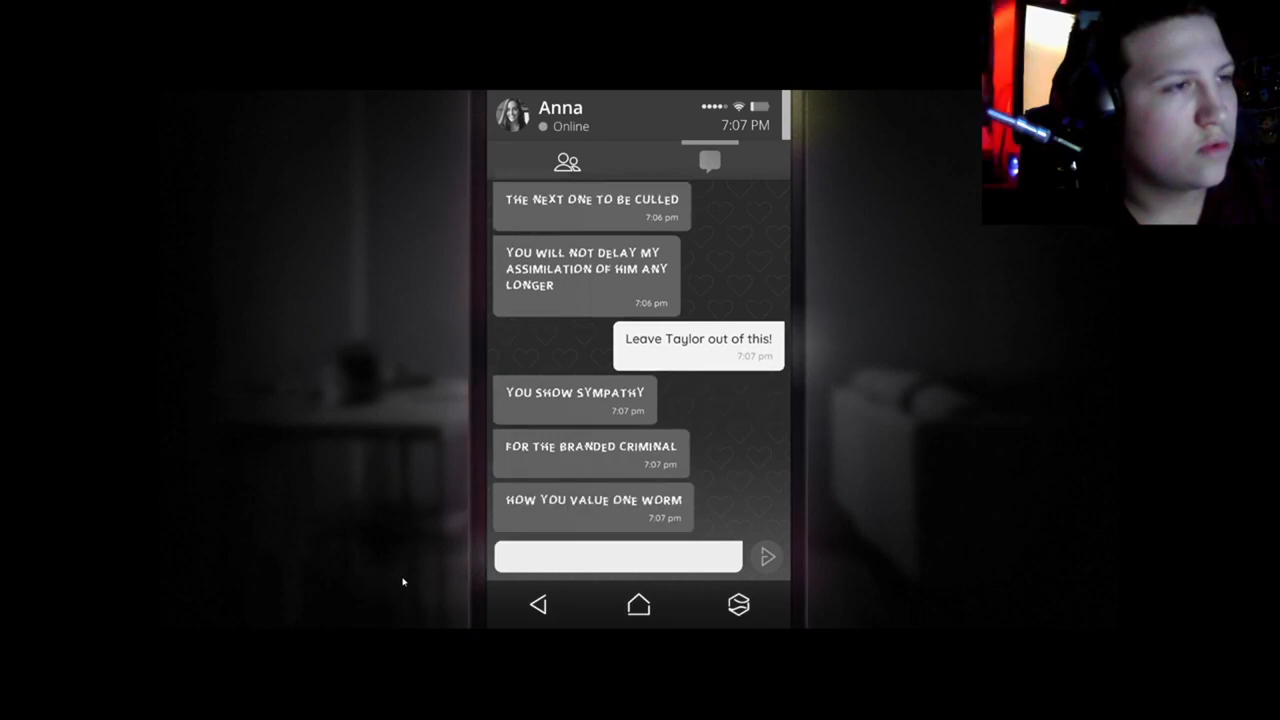 Anna
Online
7:07 PM
THE NEXT ONE TO BE CULLED
7:06 pm
YOU WILL NOT DELAY MY
ASSIMILATION OF HIM ANY
LONGER
7:06 pm
Leave Taylor out of this!
7:07 pm
YOU SHOW SYMPATHY
7:07 pm
FOR THE BRANDED CRIMINAL
7:07 pm
HOW YOU VALUE ONE WORM
7:07 pm